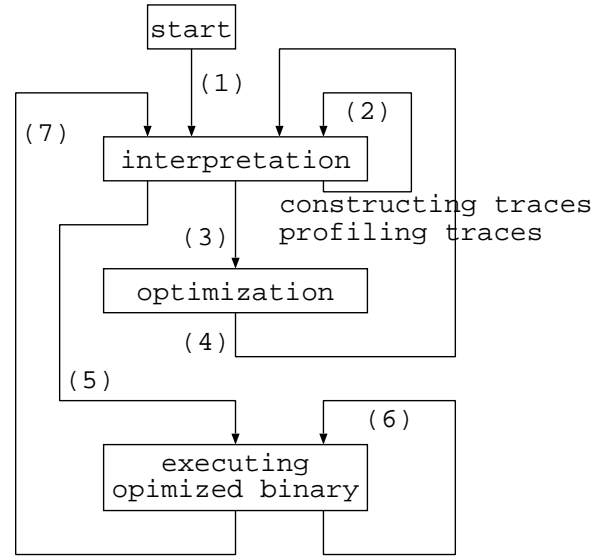 start
(1)
(2)
(7)
interpretation
constructing traces
profiling traces
(3)
optimization
(4)
(5)
(6)
executing
opimized binary